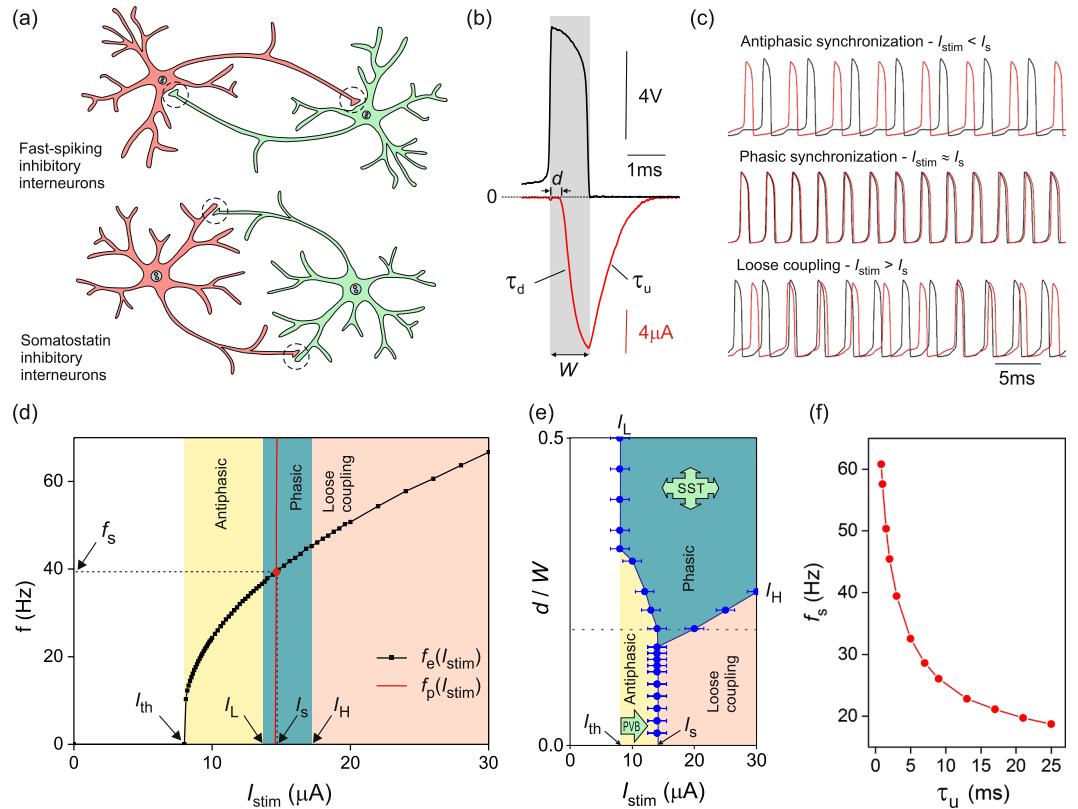 (a)
Fast-spiking
inhibitory
interneurons
Somatostatin
inhibitory
interneurons
(b)
4V
1ms
d
0
τd
τu
4μA
W
(c)
Antiphasic synchronization - Istim < Is
Phasic synchronization - Istim ≈ Is
Loose coupling - Istim > Is
5ms
(d)
f (Hz)
60
40
20
0
fs
Antiphasic
Phasic
Loose
coupling
Ith
IL
Is
IH
fe(Istim)
fp(Istim)
0
10
20
30
Istim (μA)
(e)
IL
0.5
d / W
0.0
SST
Phasic
IH
Antiphasic
Loose
coupling
PVB
Ith
Is
0
10
20
30
Istim (μA)
(f)
fs (Hz)
60
50
40
30
20
0
5
10
15
20
25
τu (ms)